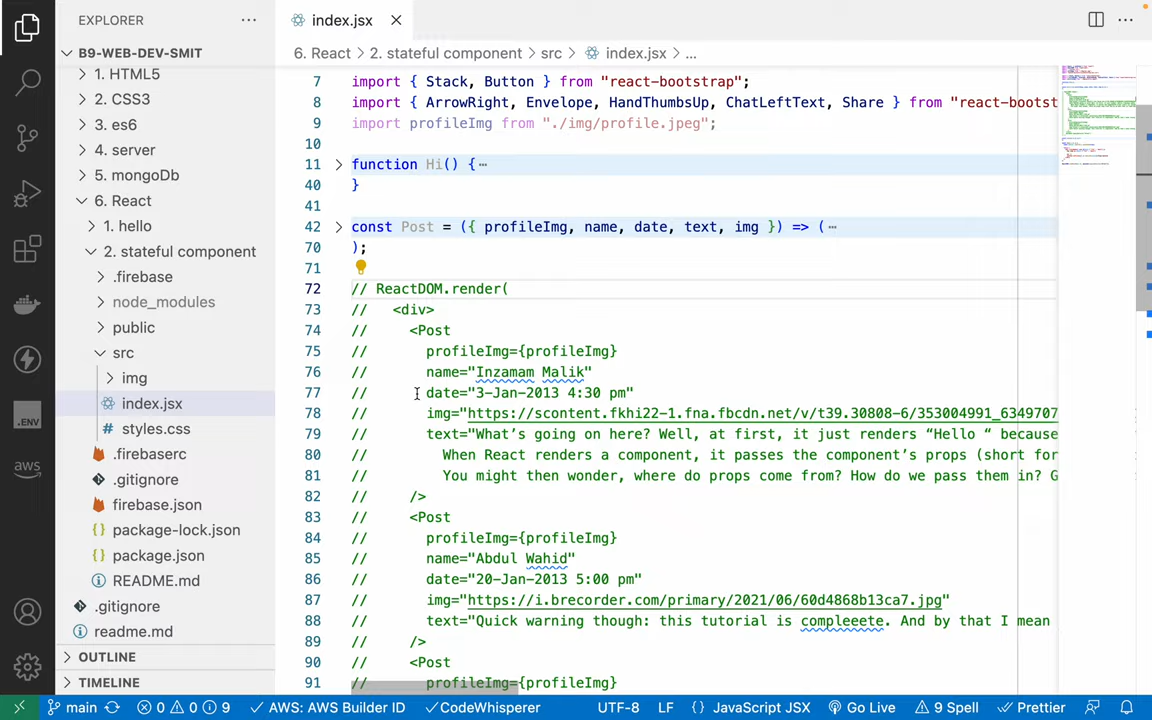 EXPLORER
index.jsx
B9-WEB-DEV-SMIT
6. React > 2. stateful component > src > index.jsx > ...
1. HTML5
2. CSS3
3. es6
4. server
5. mongoDb
6. React
1. hello
2. stateful component
.firebase
node_modules
public
src
img
index.jsx
styles.css
.firebaserc
.gitignore
firebase.json
package-lock.json
package.json
README.md
.gitignore
readme.md
OUTLINE
TIMELINE
.ENV
aws
7 import { Stack, Button } from "react-bootstrap";
8 import { ArrowRight, Envelope, HandThumbsUp, ChatLeftText, Share } from "react-bootst
9 import profileImg from "./img/profile.jpeg";
10
11 function Hi() {⋯
40 }
41
42 const Post = ({ profileImg, name, date, text, img }) => (⋯
70 );
71
72 // ReactDOM.render(
73 //   <div>
74 //     <Post
75 //       profileImg={profileImg}
76 //       name="Inzamam Malik"
77 //       date="3-Jan-2013 4:30 pm"
78 //       img="https://scontent.fkhi22-1.fna.fbcdn.net/v/t39.30808-6/353004991_6349707
79 //       text="What’s going on here? Well, at first, it just renders “Hello “ because
80 //         When React renders a component, it passes the component’s props (short for
81 //         You might then wonder, where do props come from? How do we pass them in? G
82 //     />
83 //     <Post
84 //       profileImg={profileImg}
85 //       name="Abdul Wahid"
86 //       date="20-Jan-2013 5:00 pm"
87 //       img="https://i.brecorder.com/primary/2021/06/60d4868b13ca7.jpg"
88 //       text="Quick warning though: this tutorial is compleeete. And by that I mean
89 //     />
90 //     <Post
91 //       profileImg={profileImg}
main 0 0 9 AWS: AWS Builder ID CodeWhisperer UTF-8 LF {} JavaScript JSX Go Live 9 Spell Prettier